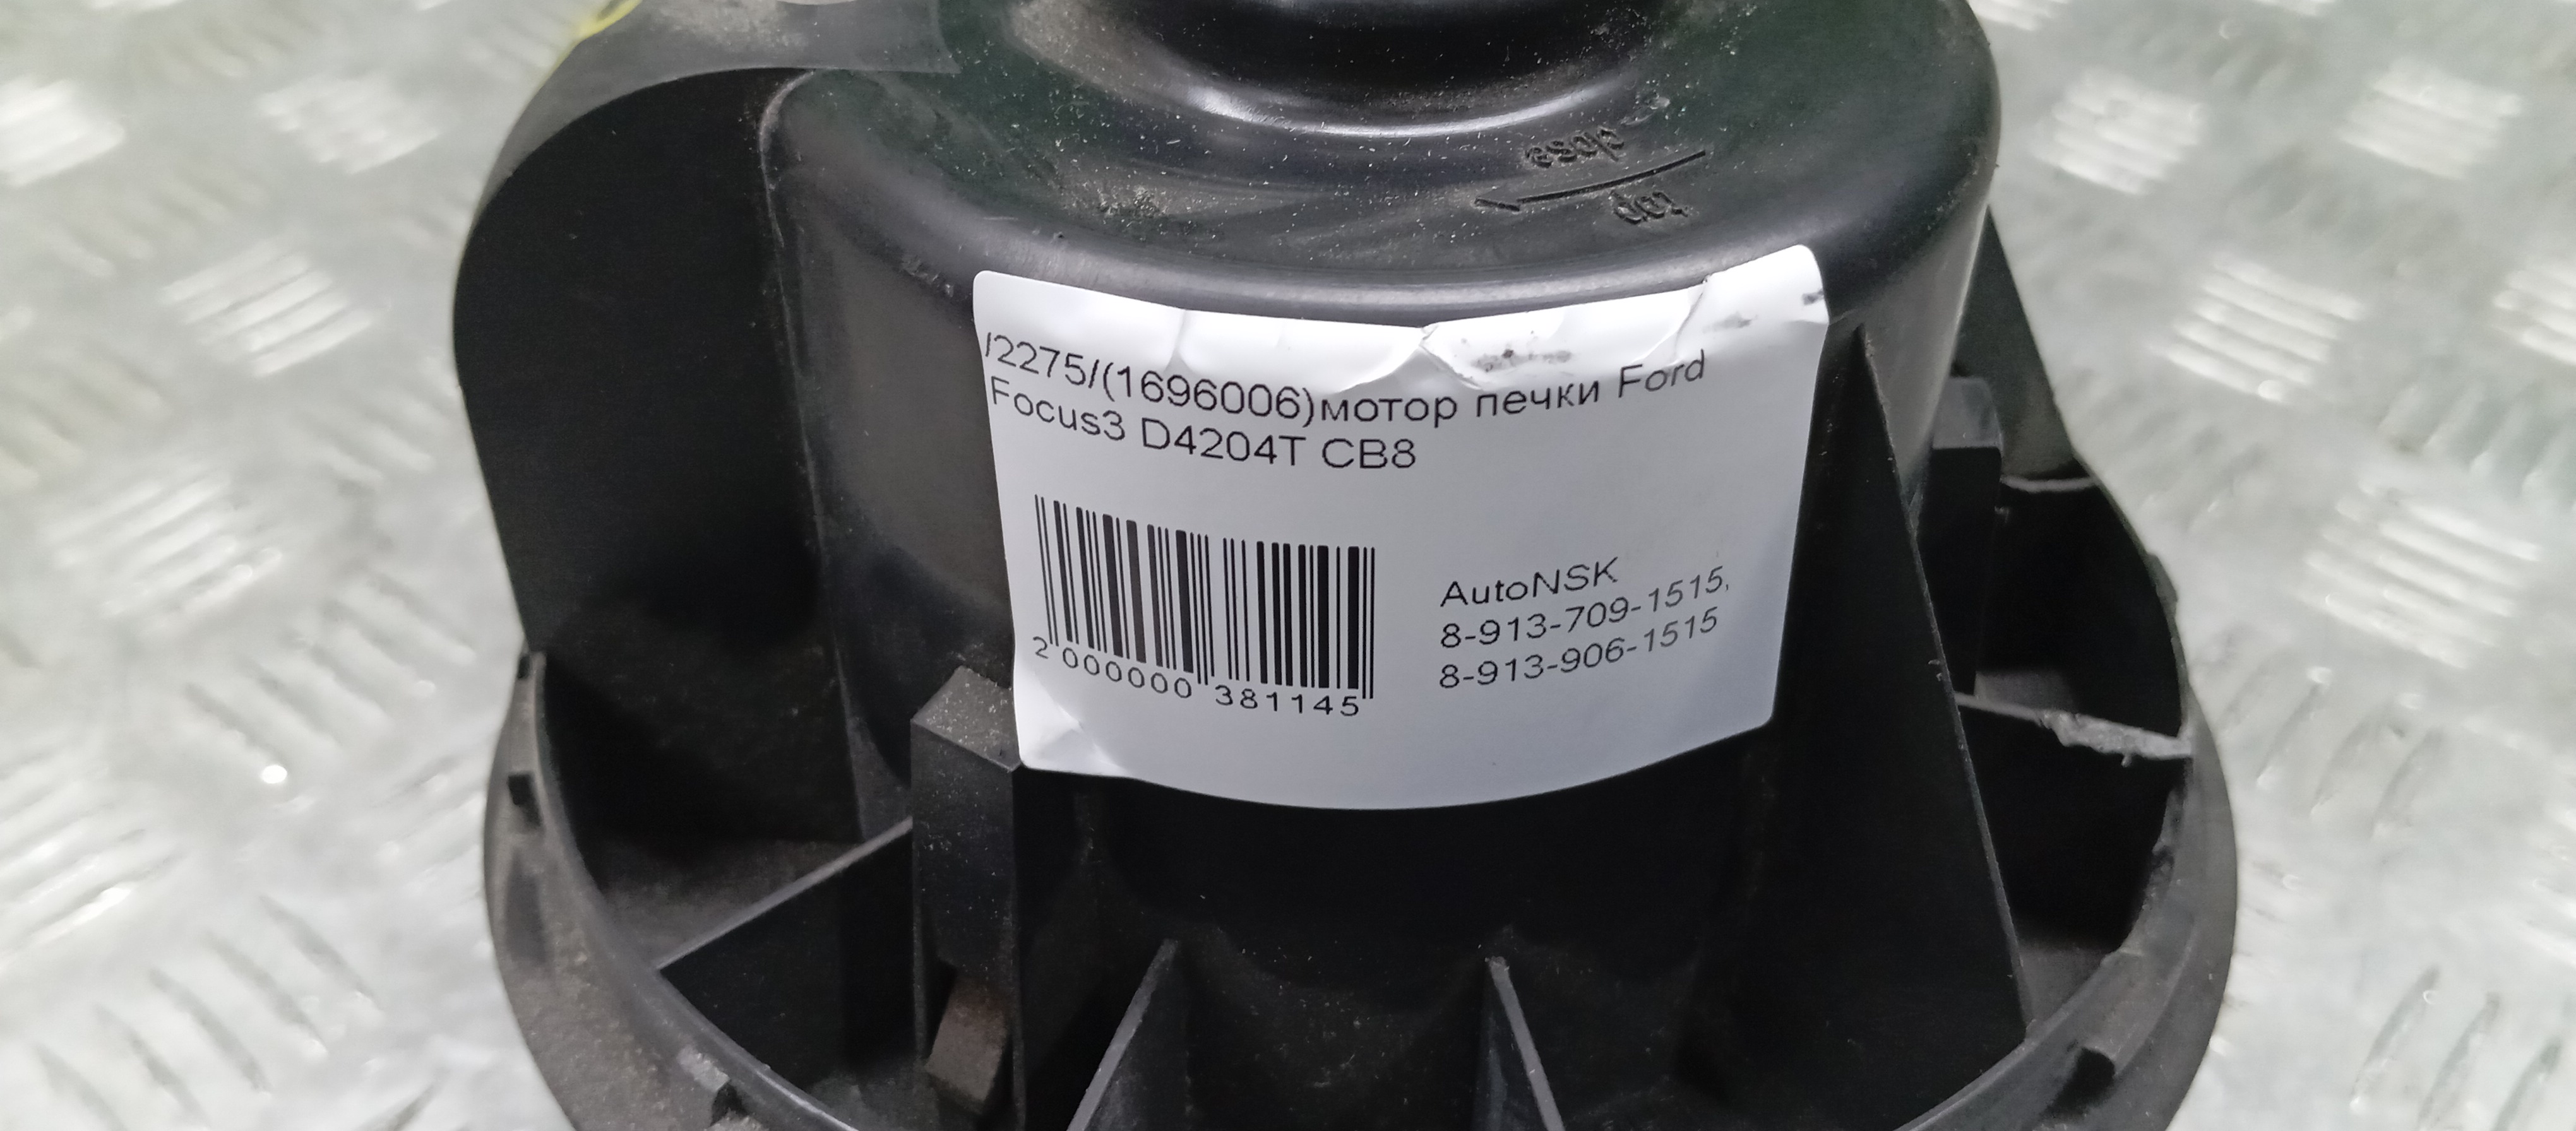 close
top
/2275/(1696006)мотор печки Ford
Focus3 D4204T CB8
2 000000 381145
AutoNSK
8-913-709-1515,
8-913-906-1515